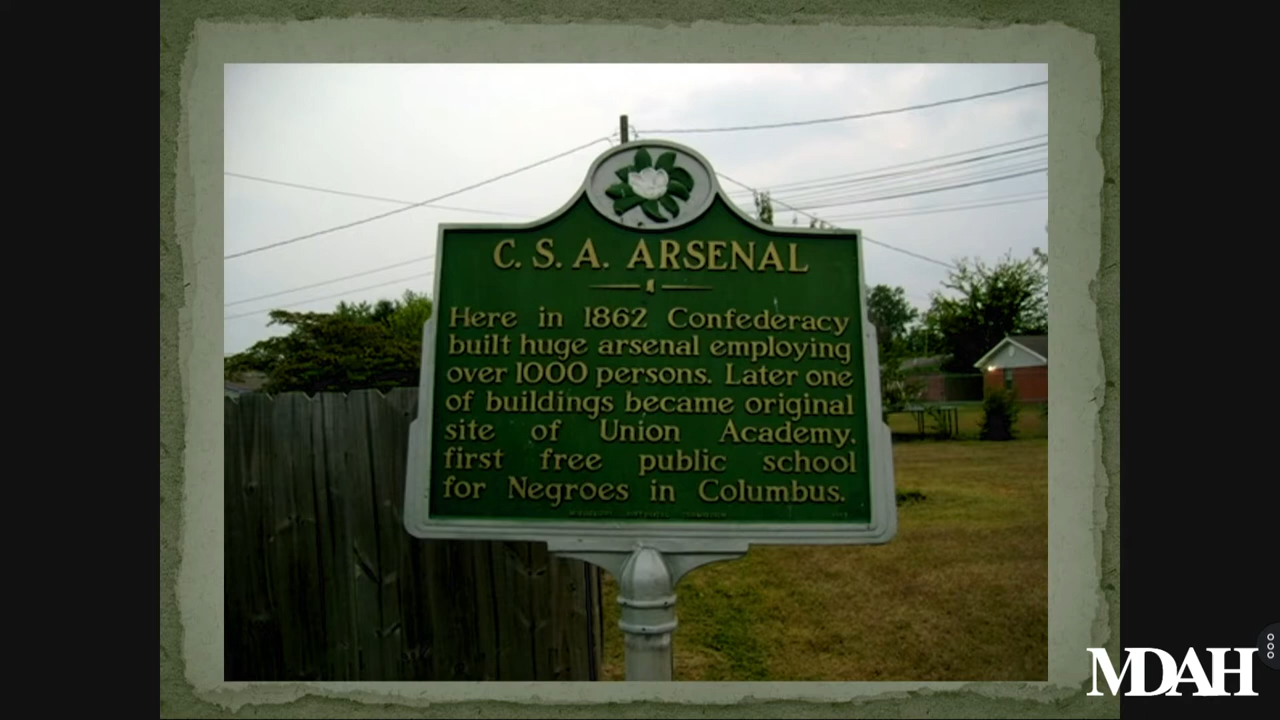 C. S. A. ARSENAL
Here in 1862 Confederacy
built huge arsenal employing
over 1000 persons. Later one
of buildings became original
site of Union Academy.
first free public school
for Negroes in Columbus.
MDAH